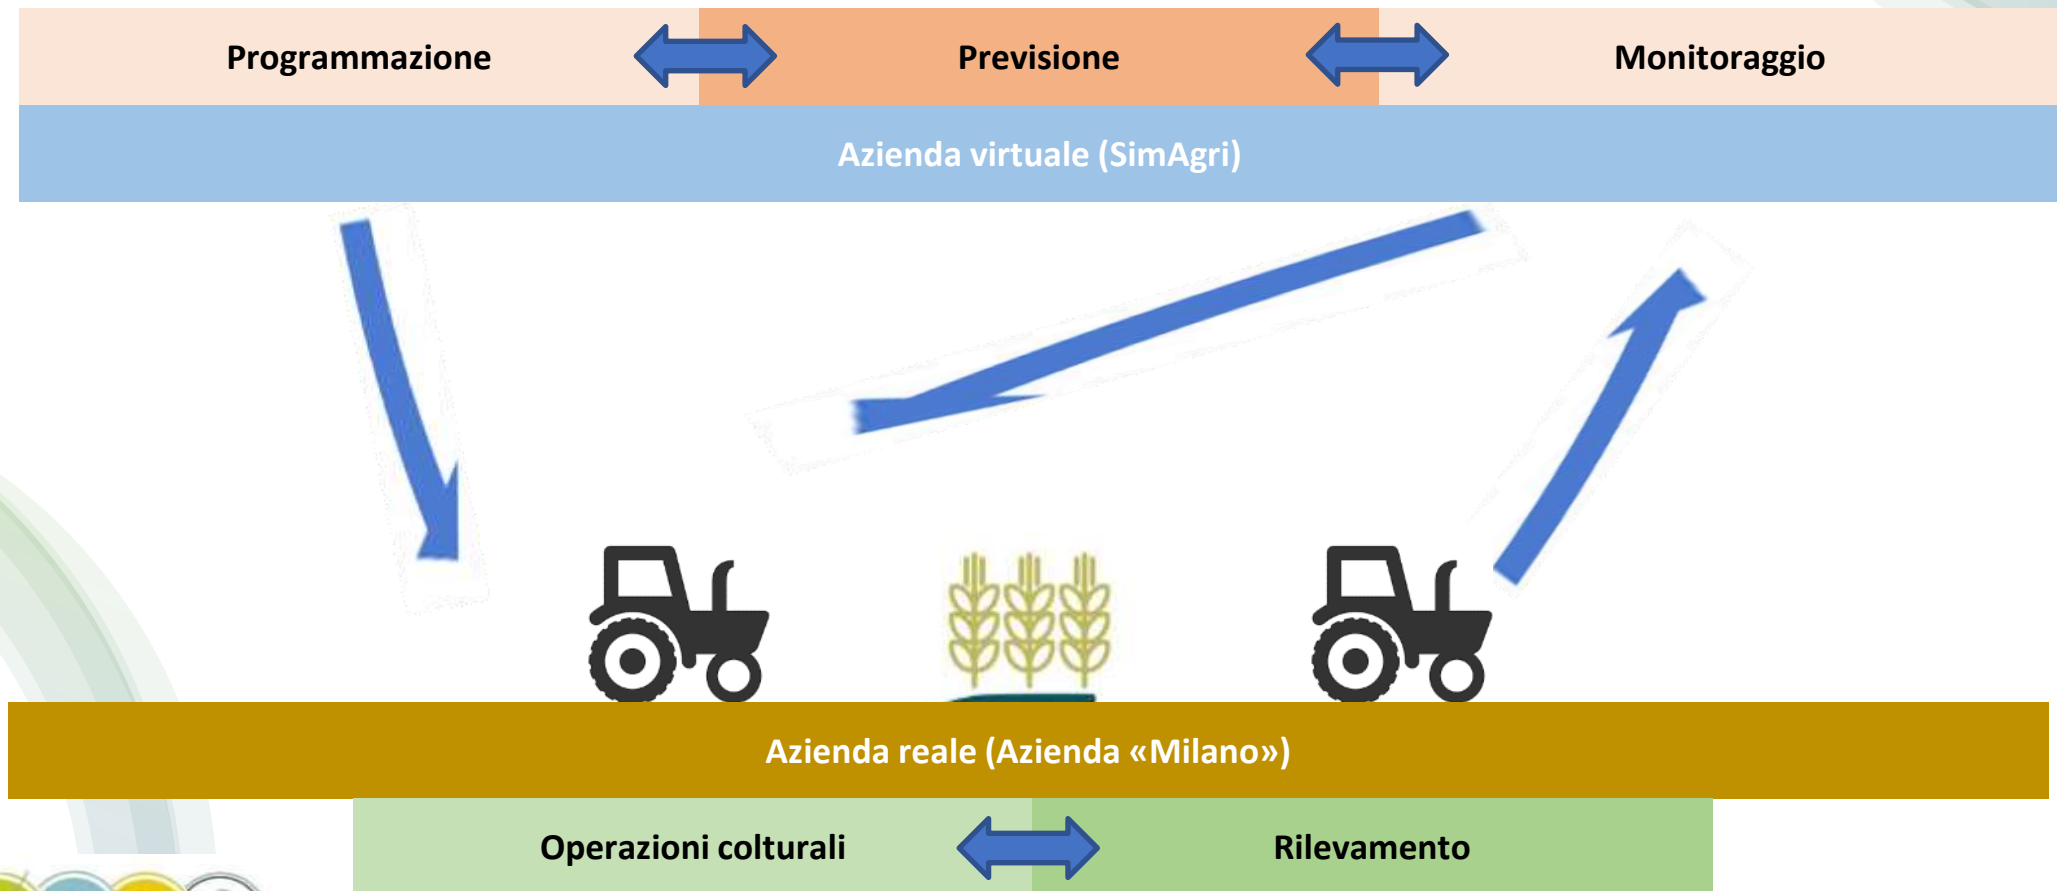 Programmazione
Previsione
Monitoraggio
Azienda virtuale (SimAgri)
Azienda reale (Azienda «Milano»)
Operazioni colturali
Rilevamento